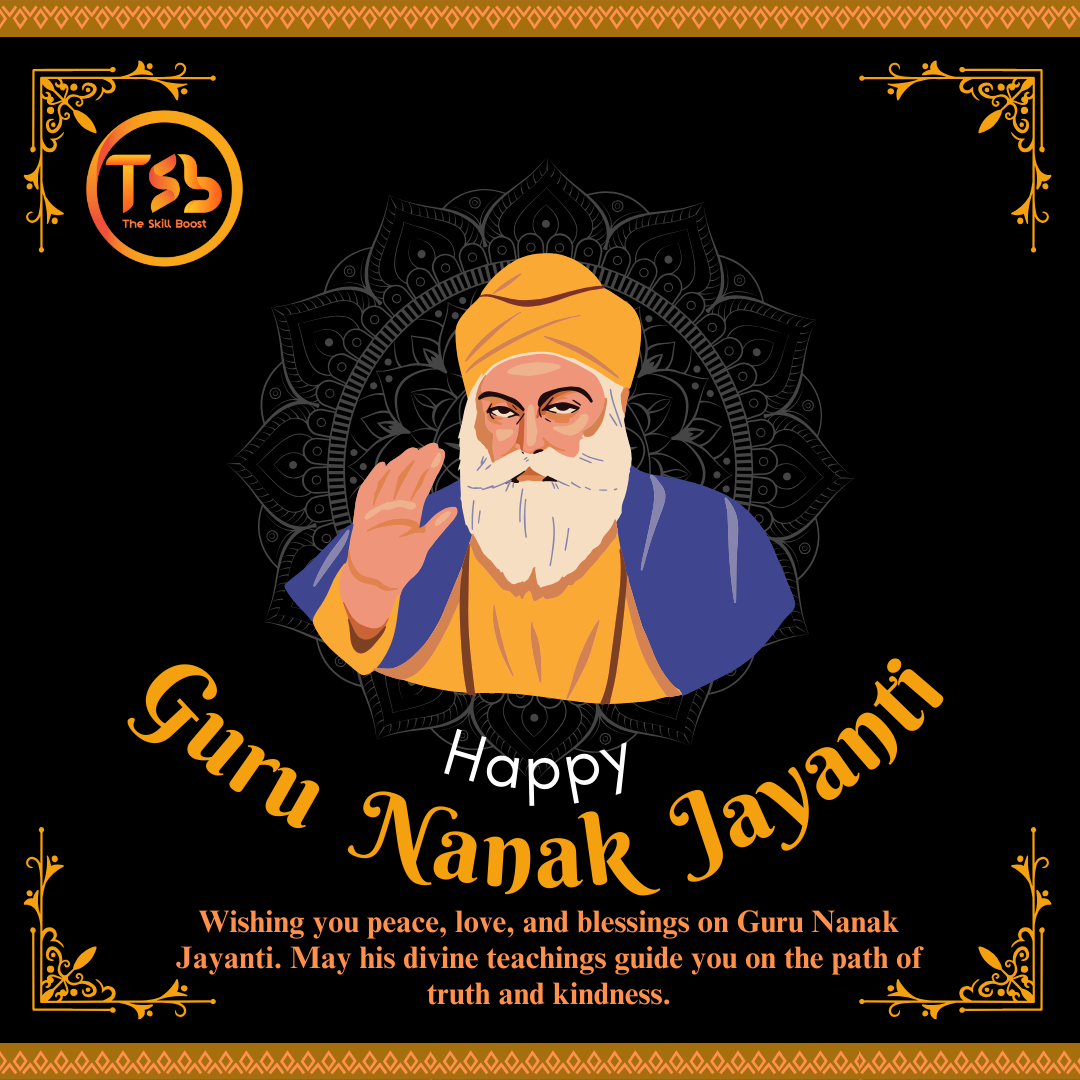 TSb
The Skill Boost
Happy
Guru Nanak Jayanti
Wishing you peace, love, and blessings on Guru Nanak
Jayanti. May his divine teachings guide you on the path of
truth and kindness.